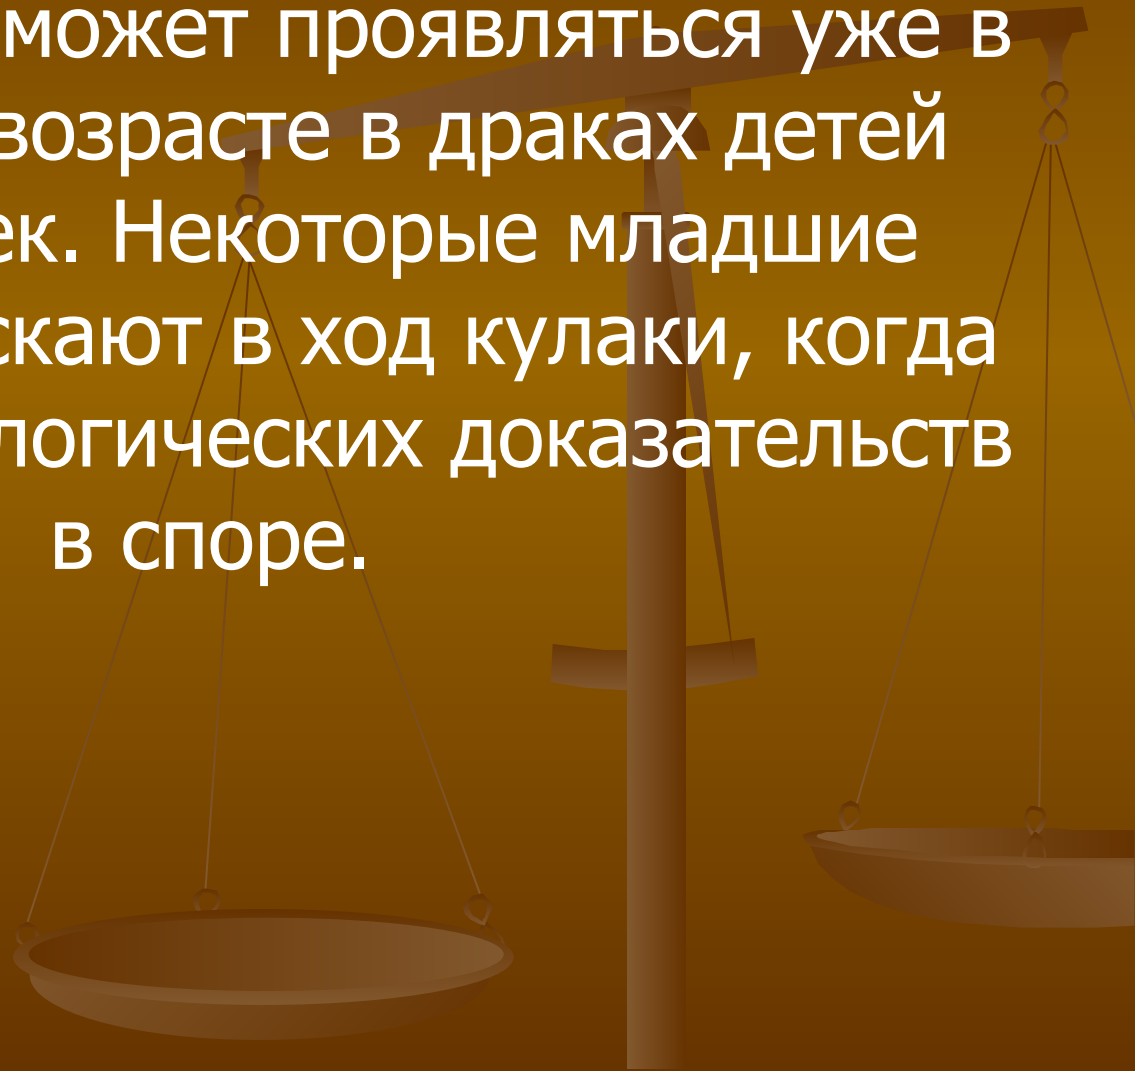 может проявляться уже в
возрасте в драках детей
ек. Некоторые младшие
скают в ход кулаки, когда
логических доказательств
в споре.